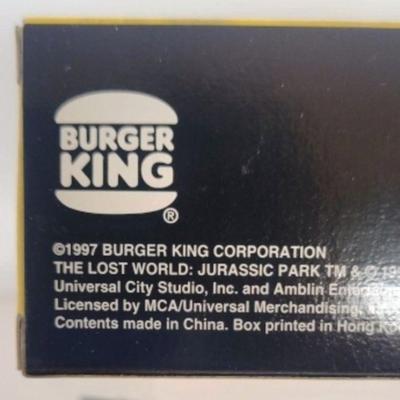 BURGER
KING
®
©1997 BURGER KING CORPORATION
THE LOST WORLD: JURASSIC PARK TM & ©
Universal City Studio, Inc. and Amblin
Licensed by MCA/Universal Merchandising,
Contents made in China. Box printed in Hong